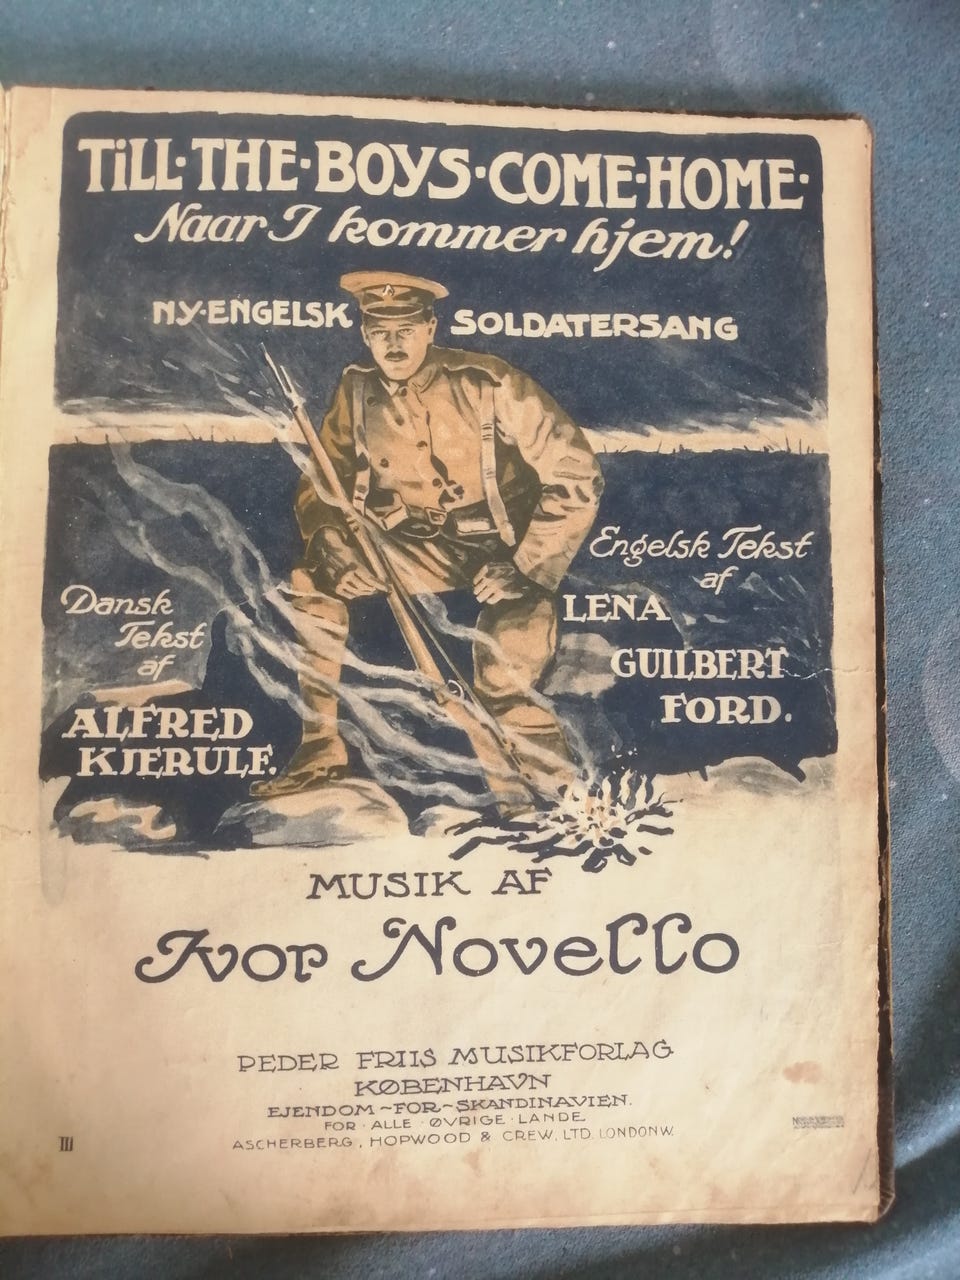 TiLL·THE·BOYS·COME·HOME·
Naar I kommer hjem!
NY·ENGELSK SOLDATERSANG
Engelsk Tekst
af
LENA
GUILBERT
FORD.
Dansk
Tekst
af
ALFRED
KJERULF.
MUSIK AF
Ivor Novello
PEDER FRIIS MUSIKFORLAG
KØBENHAVN
EJENDOM~FOR~SKANDINAVIEN.
FOR · ALLE · ØVRIGE · LANDE
ASCHERBERG, HOPWOOD & CREW, LTD. LONDON W.
III